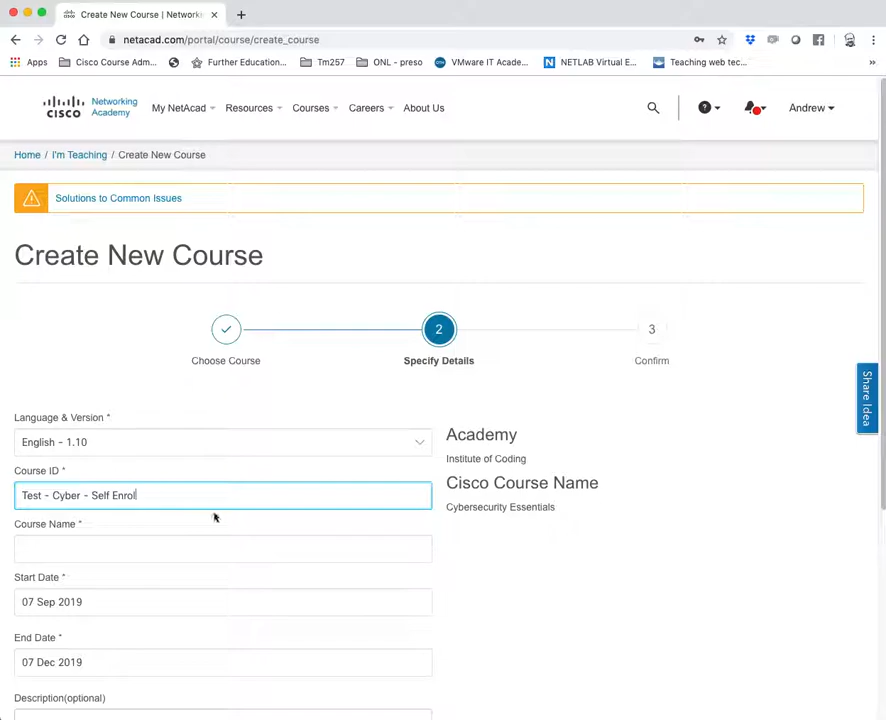 Create New Course | Networki
netacad.com/portal/course/create_course
Apps
Cisco Course Adm...
Further Education...
Tm257
ONL - preso
VMware IT Acade...
NETLAB Virtual E...
Teaching web tec...
»
cisco
Networking
Academy
My NetAcad
Resources
Courses
Careers
About Us
Andrew
Home / I'm Teaching / Create New Course
Solutions to Common Issues
Create New Course
2
3
Choose Course
Specify Details
Confirm
Share Idea
Language & Version *
English - 1.10
Course ID *
Test - Cyber - Self Enrol
Course Name *
Start Date *
07 Sep 2019
End Date *
07 Dec 2019
Description(optional)
Academy
Institute of Coding
Cisco Course Name
Cybersecurity Essentials